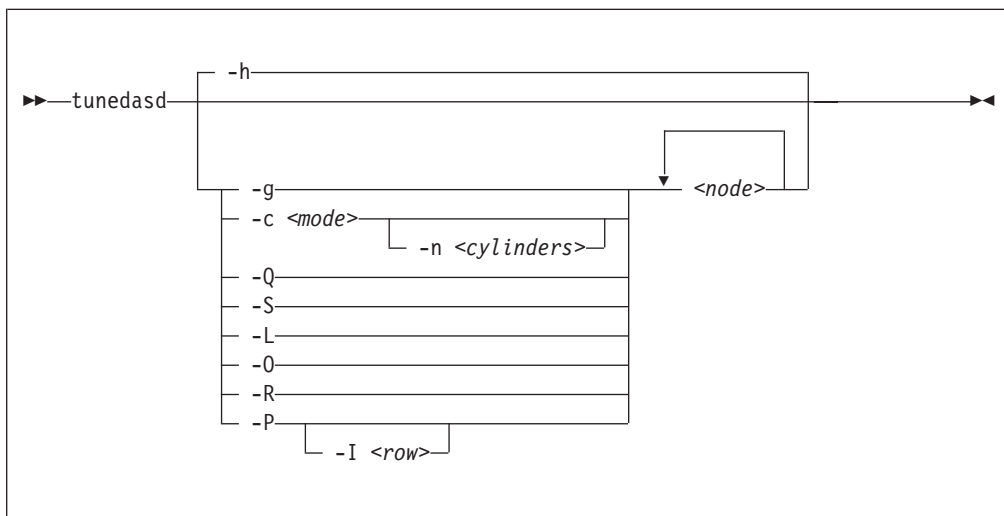 -h
tunedasd
-g <node>
-c <mode>
-n <cylinders>
-Q
-S
-L
-O
-R
-P
-I <row>